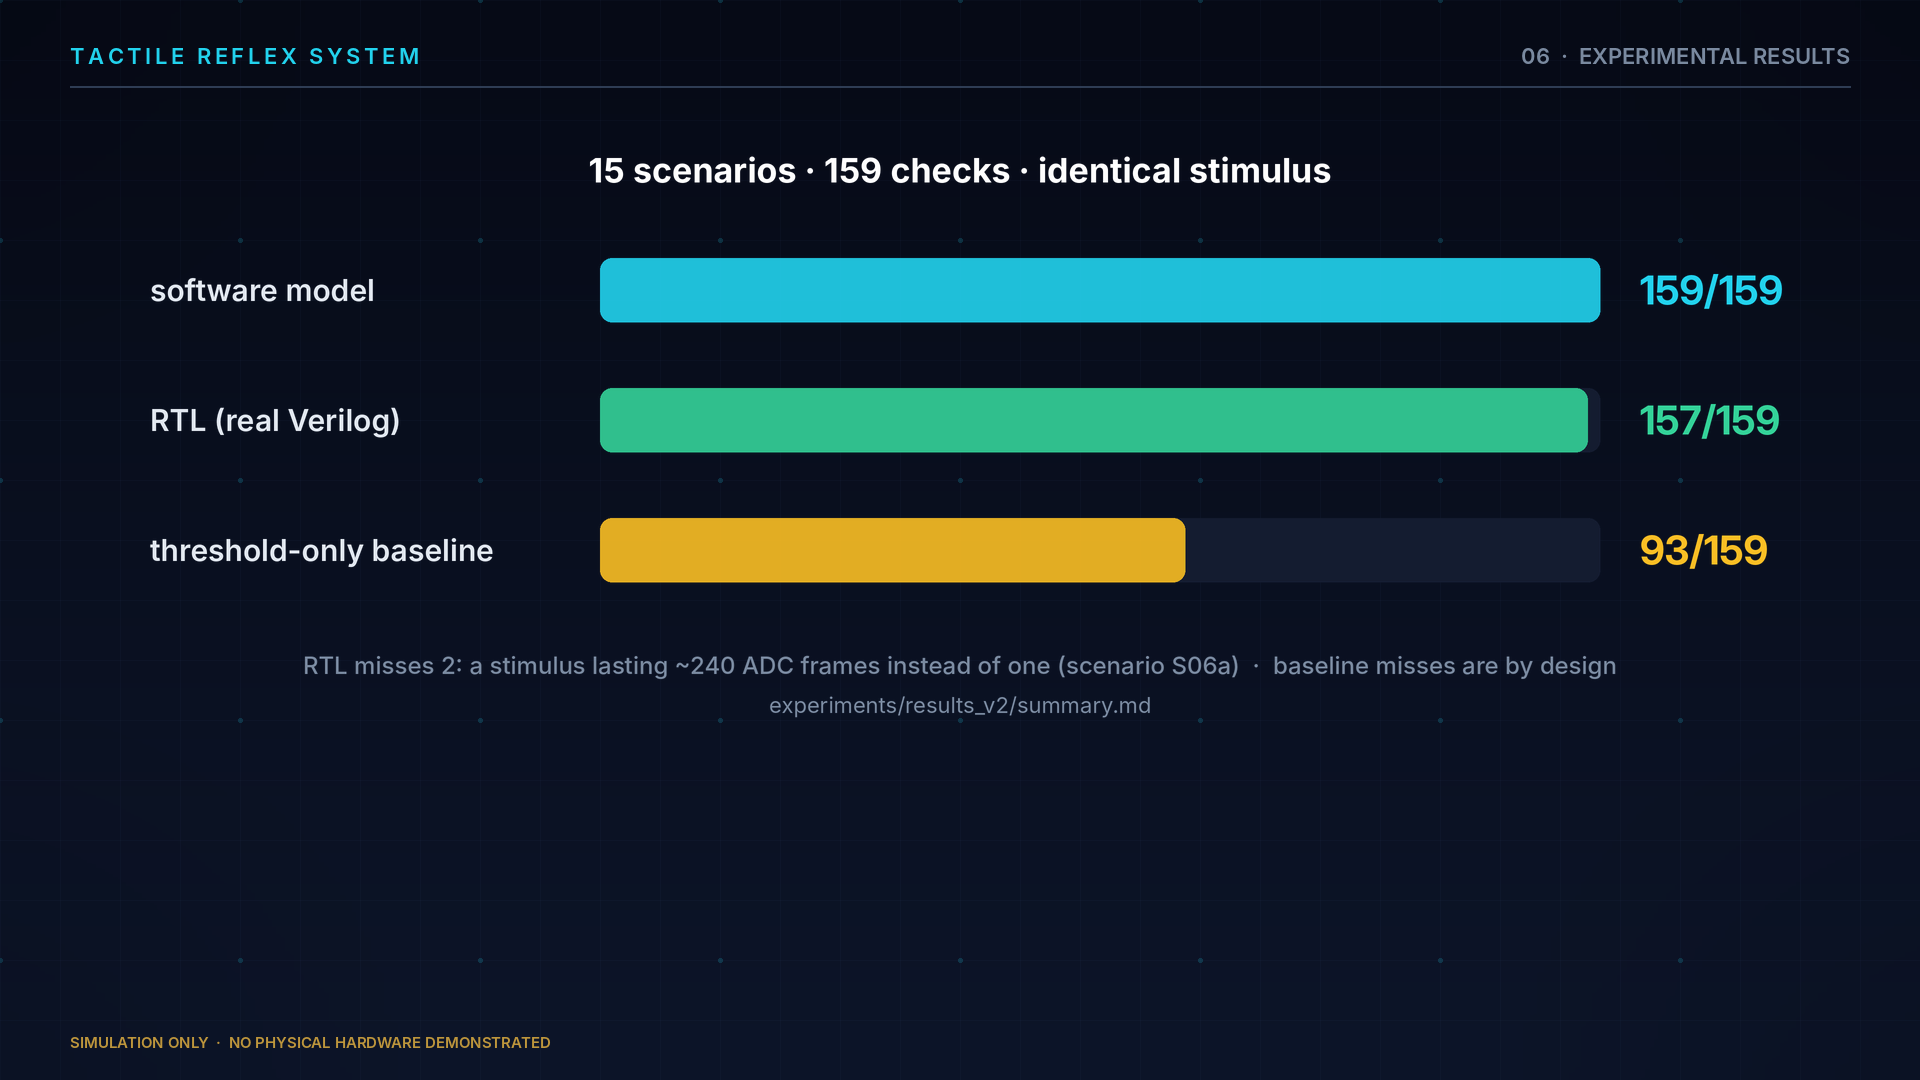 TACTILE REFLEX SYSTEM
06 · EXPERIMENTAL RESULTS
15 scenarios · 159 checks · identical stimulus
software model
159/159
RTL (real Verilog)
157/159
threshold-only baseline
93/159
RTL misses 2: a stimulus lasting ~240 ADC frames instead of one (scenario S06a) · baseline misses are by design
experiments/results_v2/summary.md
SIMULATION ONLY · NO PHYSICAL HARDWARE DEMONSTRATED